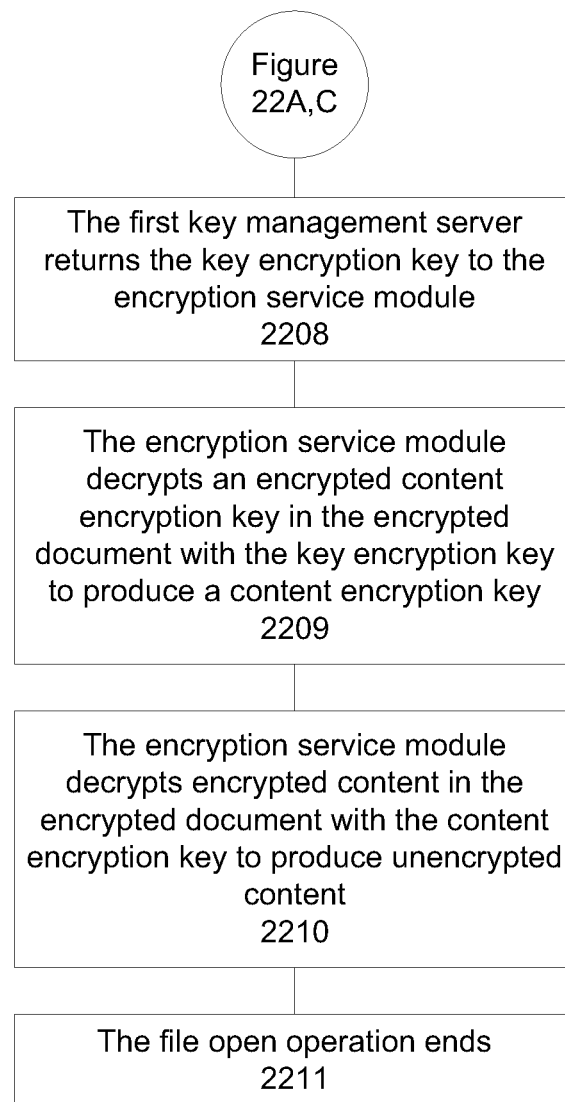 Figure
22A,C
The first key management server
returns the key encryption key to the
encryption service module
2208
The encryption service module
decrypts an encrypted content
encryption key in the encrypted
document with the key encryption key
to produce a content encryption key
2209
The encryption service module
decrypts encrypted content in the
encrypted document with the content
encryption key to produce unencrypted
content
2210
The file open operation ends
2211